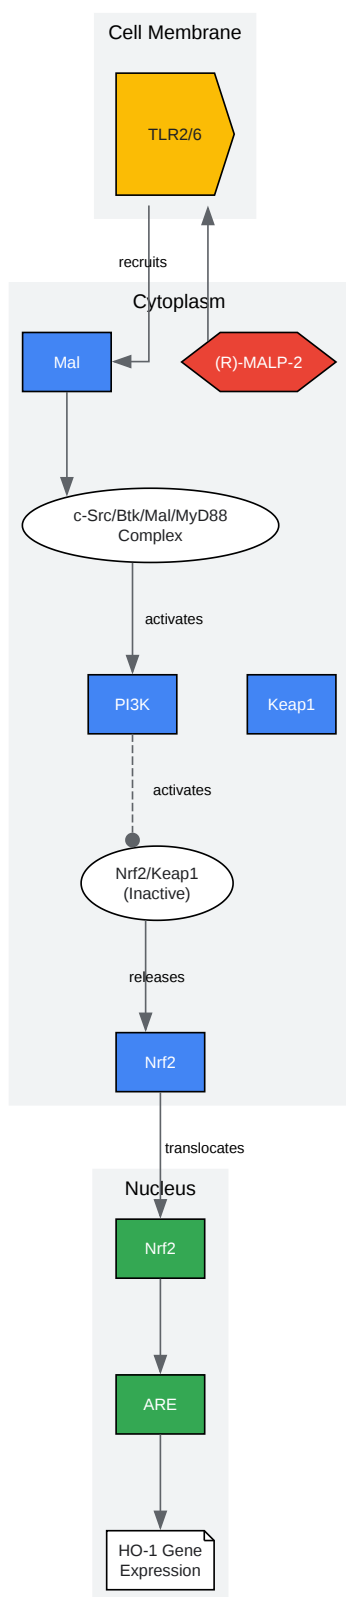 Cell Membrane
TLR2/6
recruits
Cytoplasm
Mal
(R)-MALP-2
c-Src/Btk/Mal/MyD88
Complex
activates
PI3K
Keap1
activates
Nrf2/Keap1
(Inactive)
releases
Nrf2
translocates
Nucleus
Nrf2
ARE
HO-1 Gene
Expression